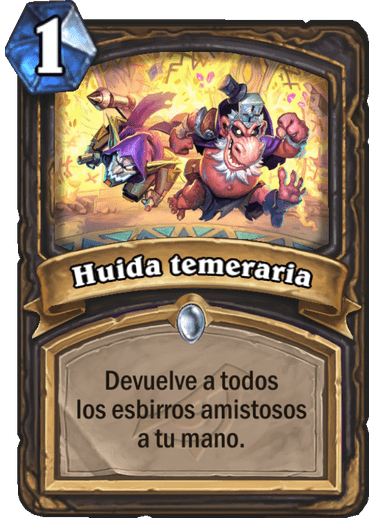 1
Huida temeraria
Devuelve a todos
los esbirros amistosos
a tu mano.